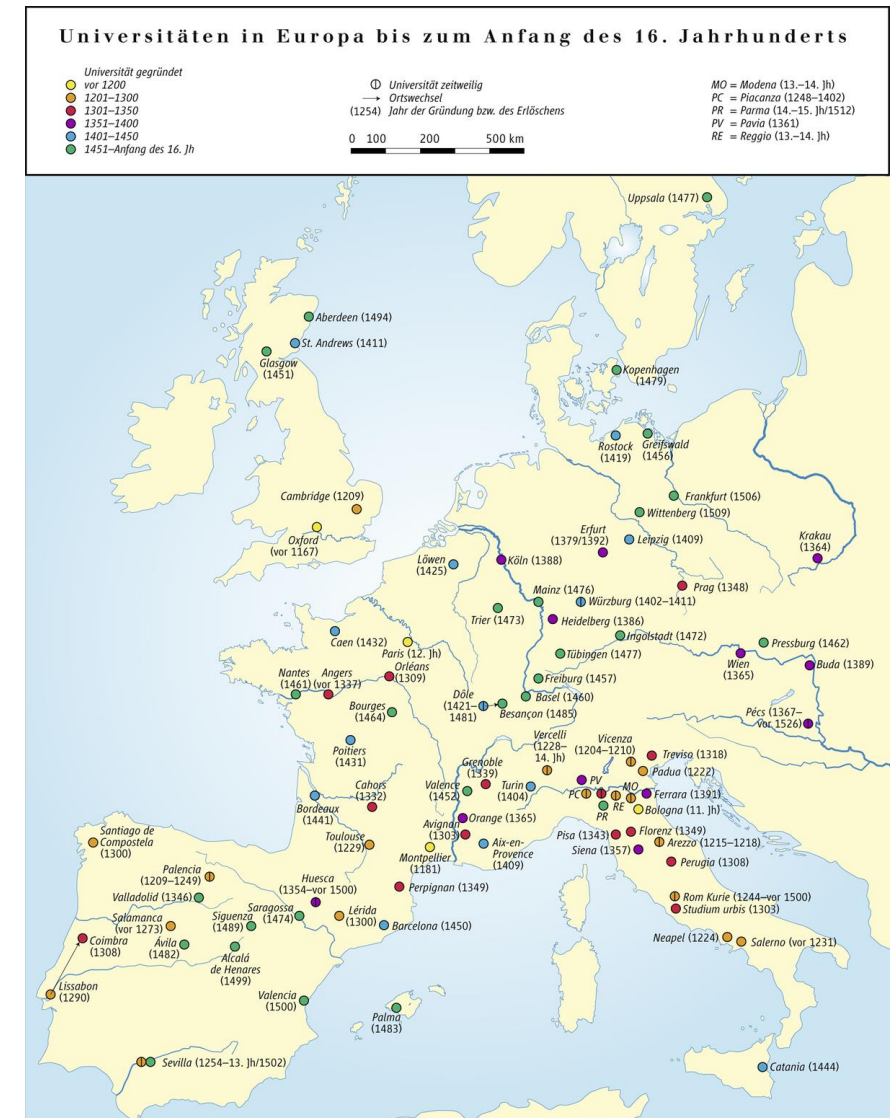 Universitäten in Europa bis zum Anfang des 16. Jahrhunderts
Universität gegründet
vor 1200
1201–1300
1301–1350
1351–1400
1401–1450
1451–Anfang des 16. Jh
Universität zeitweilig
Ortswechsel
(1254) Jahr der Gründung bzw. des Erlöschens
0 100 200 500 km
MO = Modena (13.–14. Jh)
PC = Piacanza (1248–1402)
PR = Parma (14.–15. Jh/1512)
PV = Pavia (1361)
RE = Reggio (13.–14. Jh)
Uppsala (1477)
Aberdeen (1494)
St. Andrews (1411)
Glasgow
(1451)
Kopenhagen
(1479)
Rostock
(1419)
Greifswald
(1456)
Cambridge (1209)
Oxford
(vor 1167)
Frankfurt (1506)
Wittenberg (1509)
Erfurt
(1379/1392)
Leipzig (1409)
Krakau
(1364)
Löwen
(1425)
Köln (1388)
Prag (1348)
Mainz (1476)
Würzburg (1402–1411)
Trier (1473)
Heidelberg (1386)
Ingolstadt (1472)
Caen (1432)
Paris (12. Jh)
Tübingen (1477)
Pressburg (1462)
Wien
(1365)
Buda (1389)
Nantes
(1461)
Angers
(vor 1337)
Orléans
(1309)
Freiburg (1457)
Basel (1460)
Dôle
(1421–
1481)
Besançon (1485)
Bourges
(1464)
Pécs (1367–
vor 1526)
Poitiers
(1431)
Vercelli
(1228–
14. Jh)
Vicenza
(1204–1210)
Treviso (1318)
Padua (1222)
Grenoble
(1339)
Valence
(1452)
Turin
(1404)
PV
PC
MO
RE
PR
Ferrara (1391)
Bologna (11. Jh)
Cahors
(1332)
Bordeaux
(1441)
Orange (1365)
Avignon
(1303)
Toulouse
(1229)
Montpellier
(1181)
Aix-en-
Provence
(1409)
Pisa (1343)
Florenz (1349)
Arezzo (1215–1218)
Siena (1357)
Perugia (1308)
Santiago de
Compostela
(1300)
Palencia
(1209–1249)
Huesca
(1354–vor 1500)
Perpignan (1349)
Valladolid (1346)
Saragossa
(1474)
Rom Kurie (1244–vor 1500)
Studium urbis (1303)
Salamanca
(vor 1273)
Siguenza
(1489)
Lérida
(1300)
Barcelona (1450)
Coimbra
(1308)
Ávila
(1482)
Alcalá
de Henares
(1499)
Neapel (1224)
Salerno (vor 1231)
Lissabon
(1290)
Valencia
(1500)
Palma
(1483)
Sevilla (1254–13. Jh/1502)
Catania (1444)